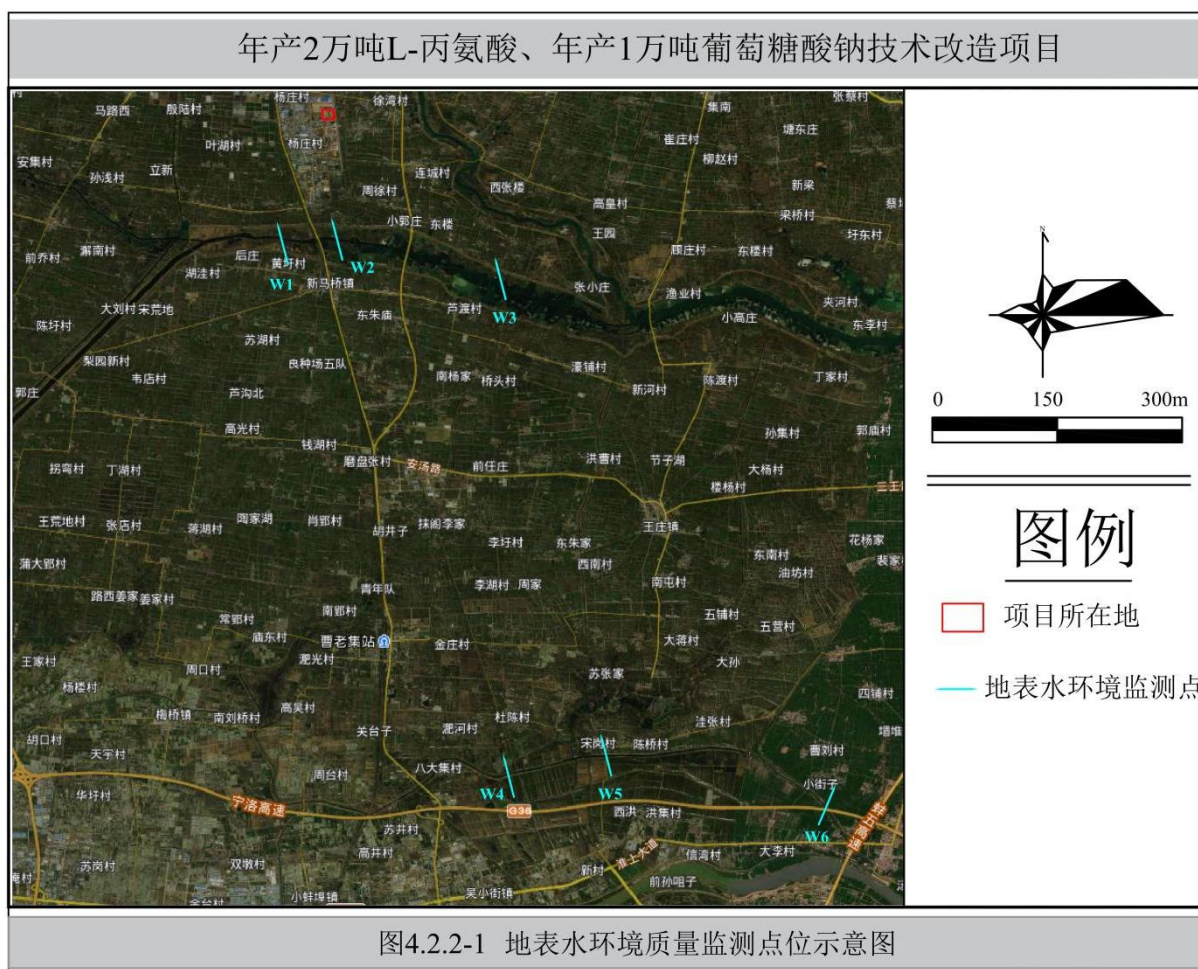 年产2万吨L-丙氨酸、年产1万吨葡萄糖酸钠技术改造项目
杨庄村
徐湾村
集南
张蔡村
马路西
殷陆村
塘东庄
崔庄村
叶湖村
杨庄村
柳赵村
安集村
立新
连城村
孙浅村
周徐村
西张楼
新梁
高皇村
梁桥村
小郭庄
东楼
王园
圩东村
澥南村
前乔村
后庄
黄圩村
W1
W2
顾庄村
东楼村
湖洼村
新马桥镇
W3
张小庄
渔业村
夹河村
大刘村
宋荒地
东朱庙
芦渡村
小高庄
东李村
陈圩村
苏湖村
梨园新村
韦店村
良种场五队
濠铺村
郭庄
芦沟北
南杨家
桥头村
新河村
陈渡村
丁家村
高光村
钱湖村
孙集村
郭庙村
拐弯村
丁湖村
磨盘张村
安汤路
前任庄
洪曹村
节子湖
大杨村
楼杨村
王荒地村
张店村
蒋湖村
陶家湖
肖郢村
胡井子
抹阁李家
王庄镇
李圩村
东朱家
花杨家
蒲大郢村
西南村
东南村
油坊村
路西姜家
姜家村
青年队
李湖村
周家
南屯村
常郢村
南郢村
五铺村
五营村
庙东村
曹老集站
金庄村
大蒋村
王家村
周口村
淝光村
大孙
苏张家
杨楼村
四铺村
梅桥镇
南刘桥村
高吴村
杜陈村
洼张村
胡口村
关台子
淝河村
天宇村
宋岗村
陈桥村
曹刘村
周台村
八大集村
小街子
华圩村
宁洛高速
W4
G36
W5
西洪
洪集村
W6
蚌五高速
苏井村
苏岗村
双墩村
高井村
新村
淮上大道
信湾村
大李村
前孙咀子
小蚌埠镇
吴小街镇
N
0
150
300m
图例
项目所在地
地表水环境监测点
图4.2.2-1 地表水环境质量监测点位示意图